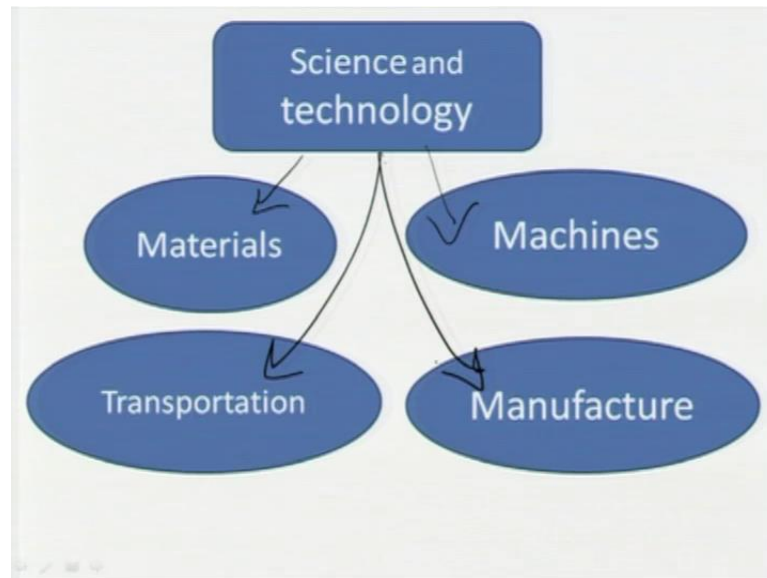 Science and
technology
Materials
Machines
Transportation
Manufacture